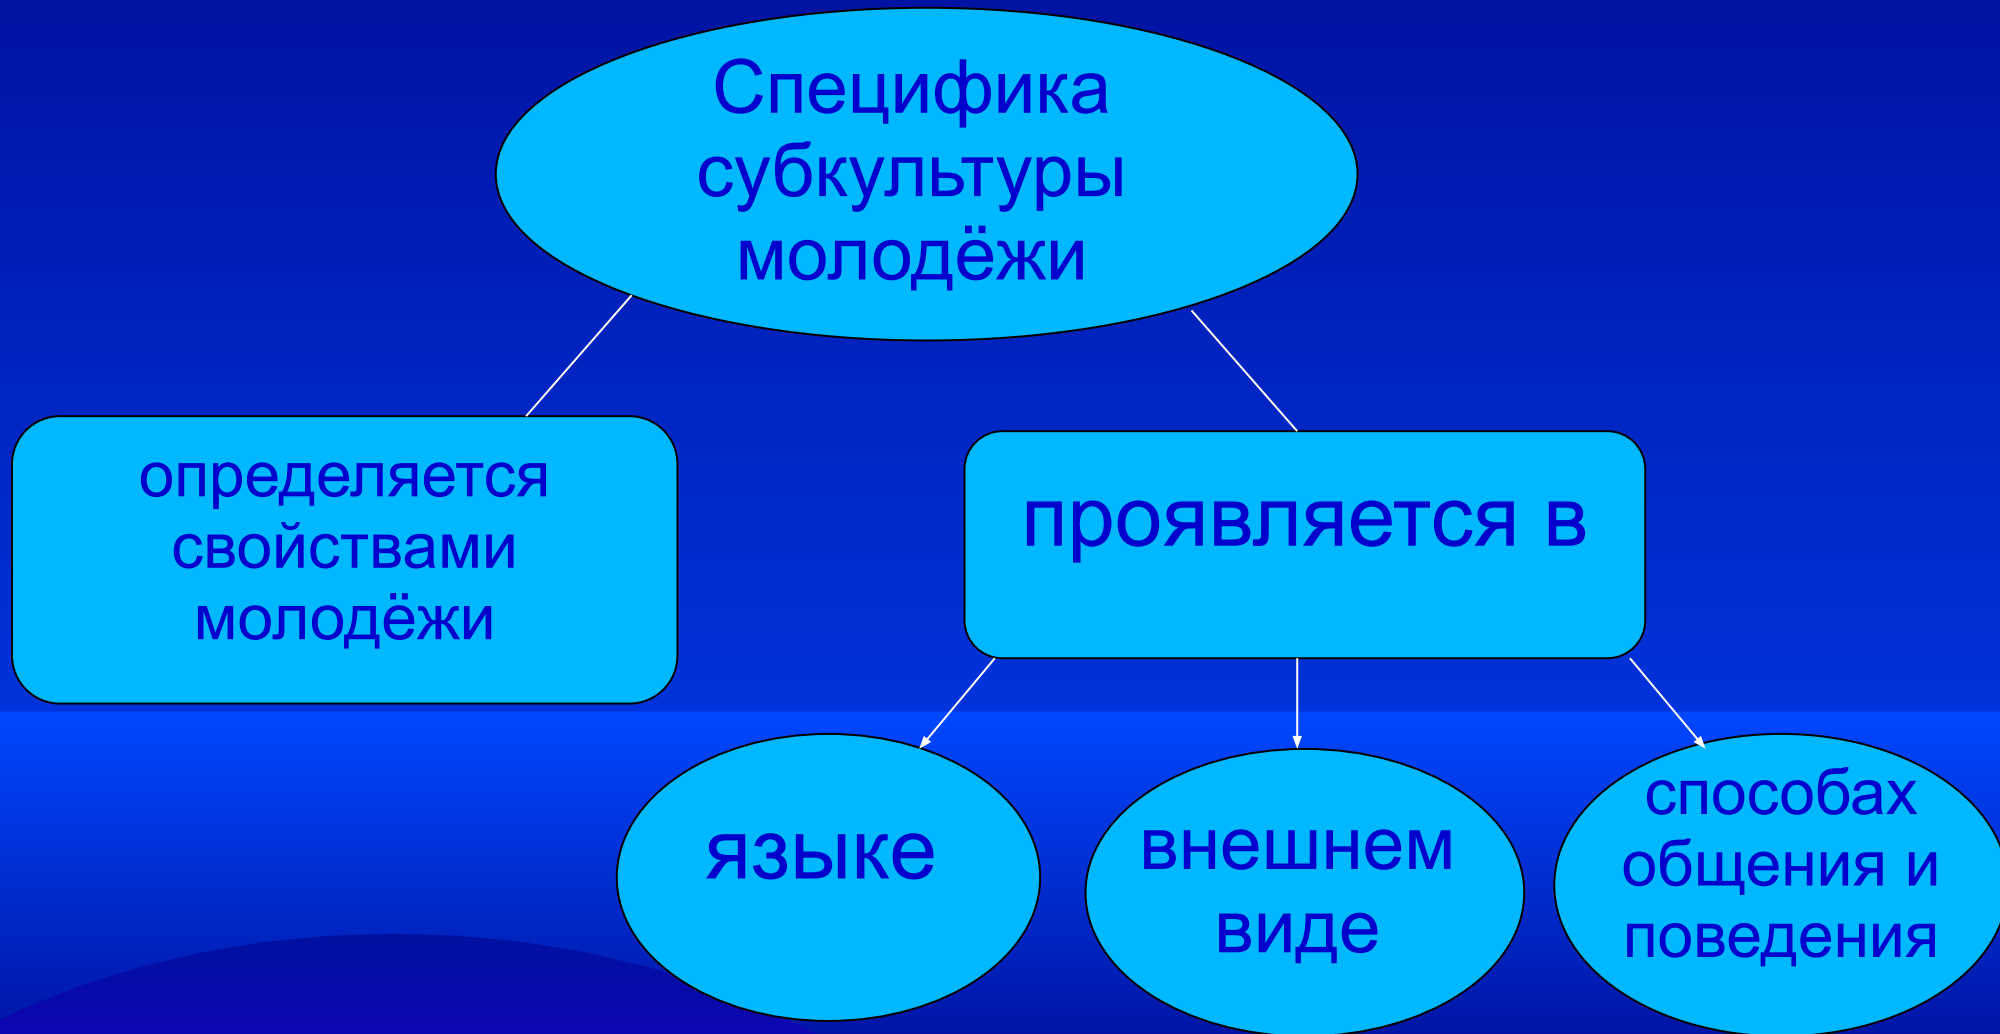 Специфика
субкультуры
молодёжи
определяется
свойствами
молодёжи
проявляется в
языке
внешнем
виде
способах
общения и
поведения